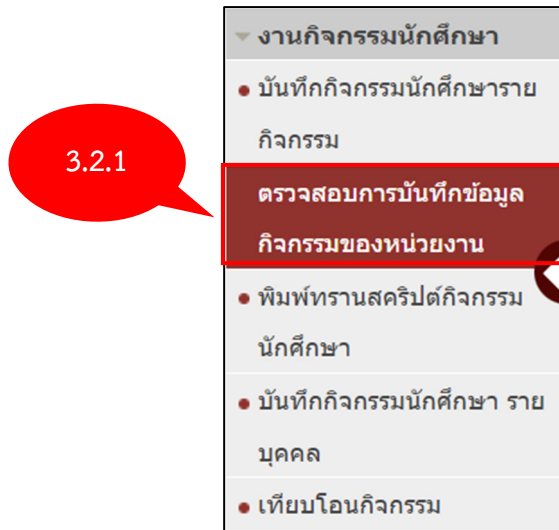 งานกิจกรรมนักศึกษา
บันทึกกิจกรรมนักศึกษาราย
กิจกรรม
3.2.1
ตรวจสอบการบันทึกข้อมูล
กิจกรรมของหน่วยงาน
พิมพ์ทรานสคริปต์กิจกรรม
นักศึกษา
บันทึกกิจกรรมนักศึกษา ราย
บุคคล
เทียบโอนกิจกรรม